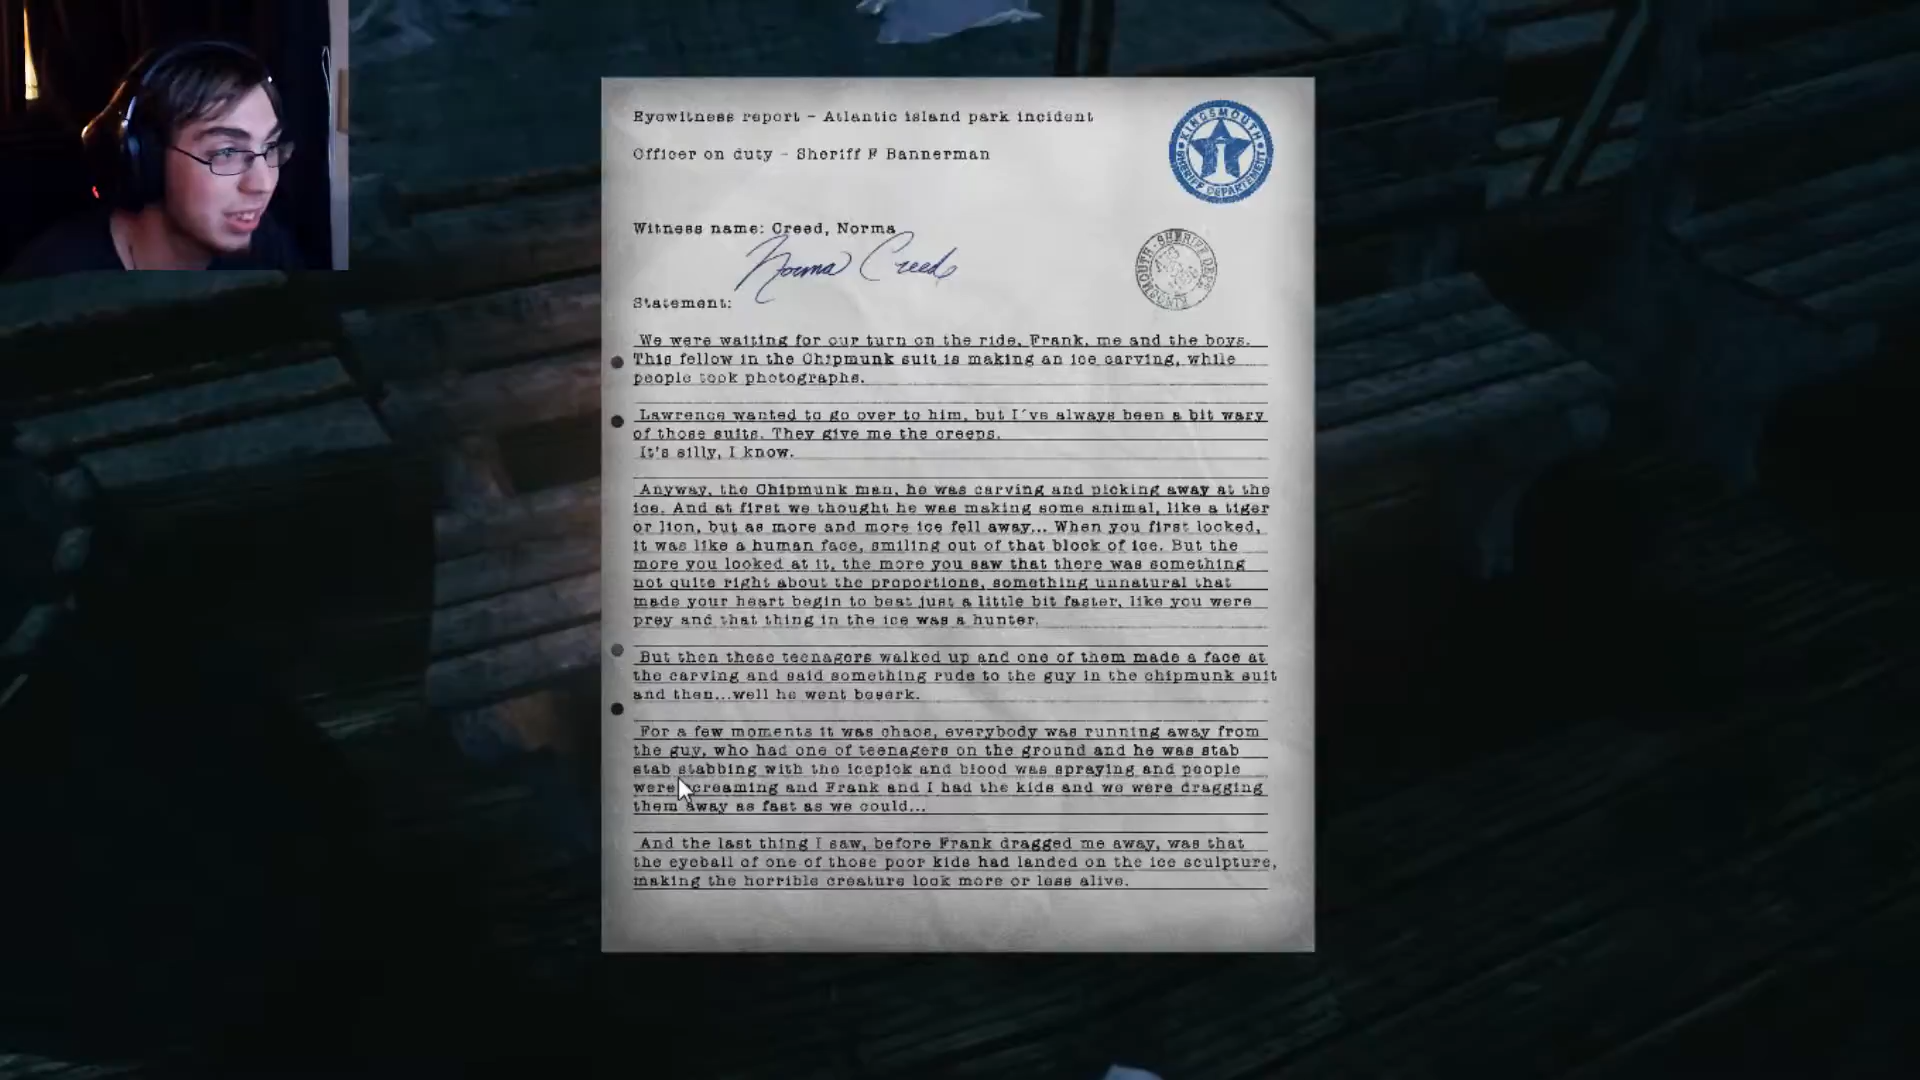 Eyewitness report - Atlantic island park incident
Officer on duty - Sheriff F Bannerman
KINGSMOUTH
SHERIFF DEPARTEMENT
Witness name: Creed, Norma
Norma Creed
Statement:
We were waiting for our turn on the ride, Frank, me and the boys.
This fellow in the Chipmunk suit is making an ice carving, while
people took photographs.
Lawrence wanted to go over to him, but I've always been a bit wary
of those suits. They give me the creeps.
It's silly, I know.
Anyway, the Chipmunk man, he was carving and picking away at the
ice. And at first we thought he was making some animal, like a tiger
or lion, but as more and more ice fell away... When you first looked,
it was like a human face, smiling out of that block of ice. But the
more you looked at it, the more you saw that there was something
not quite right about the proportions, something unnatural that
made your heart begin to beat just a little bit faster, like you were
prey and that thing in the ice was a hunter.
But then these teenagers walked up and one of them made a face at
the carving and said something rude to the guy in the chipmunk suit
and then...well he went beserk.
For a few moments it was chaos, everybody was running away from
the guy, who had one of teenagers on the ground and he was stab
stab stabbing with the icepick and blood was spraying and people
were screaming and Frank and I had the kids and we were dragging
them away as fast as we could...
And the last thing I saw, before Frank dragged me away, was that
the eyeball of one of those poor kids had landed on the ice sculpture,
making the horrible creature look more or less alive.